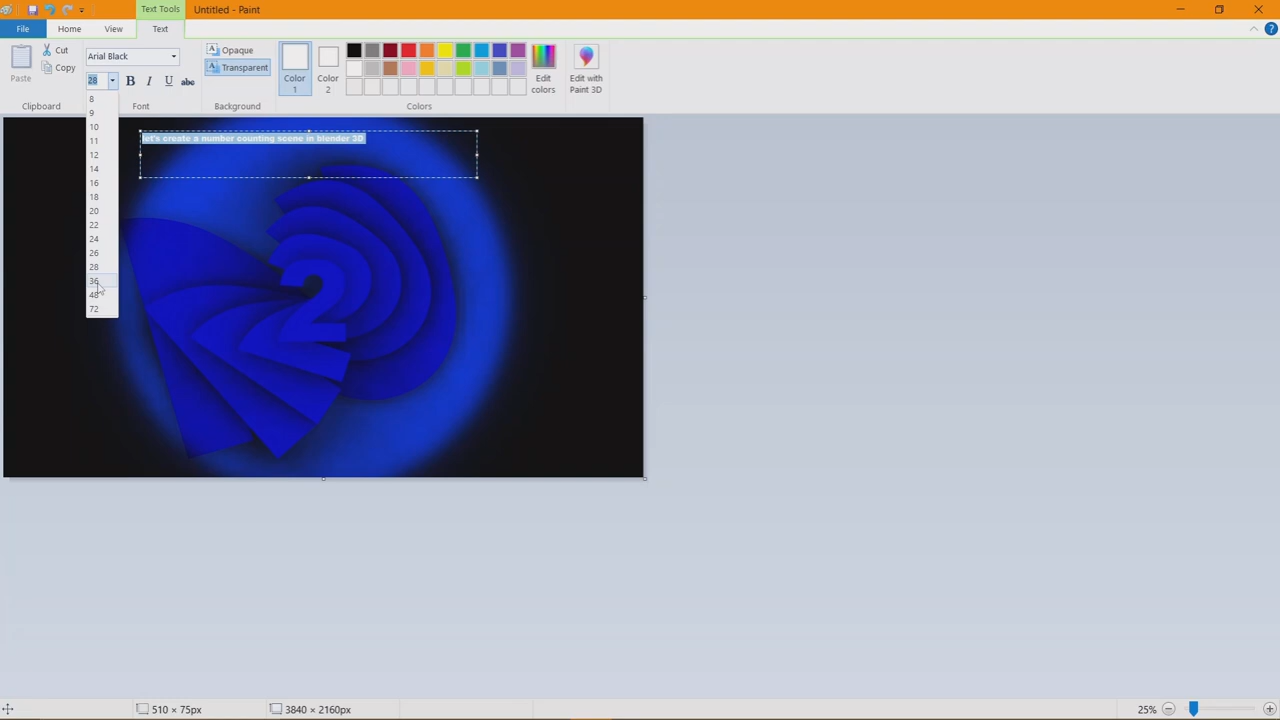 Text Tools
Untitled - Paint
File
Home
View
Text
Paste
Cut
Copy
Clipboard
Arial Black
28
B I U abc
Font
Opaque
Transparent
Background
Color 1
Color 2
Edit colors
Colors
Edit with Paint 3D
8
9
10
11
12
14
16
18
20
22
24
26
28
36
48
72
let's create a number counting scene in blender 3D
2
510 × 75px
3840 × 2160px
25%